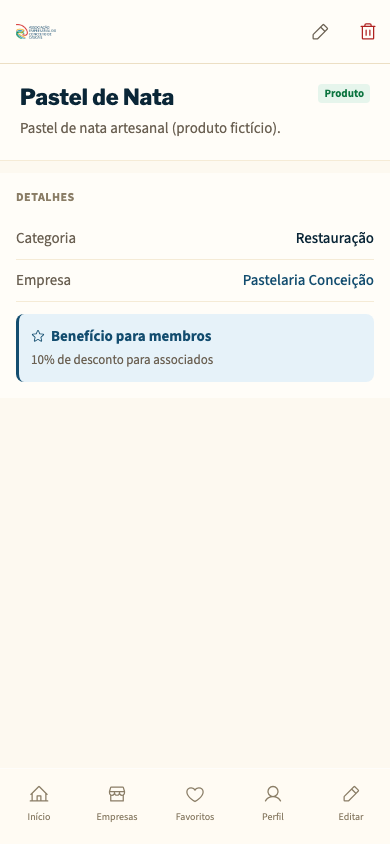 Pastel de Nata
Produto
Pastel de nata artesanal (produto fictício).
DETALHES
Categoria
Restauração
Empresa
Pastelaria Conceição
Benefício para membros
10% de desconto para associados
Início
Empresas
Favoritos
Perfil
Editar